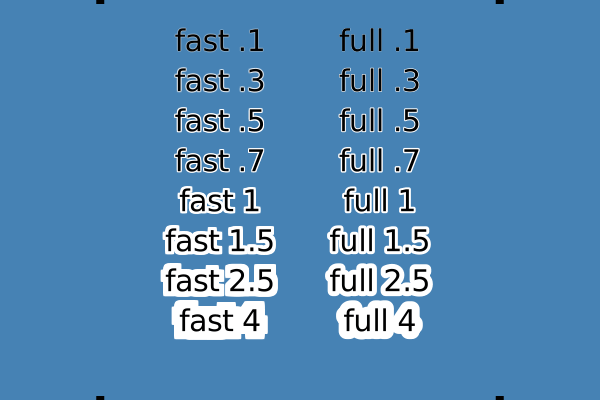 fast .1 full .1
fast .3 full .3
fast .5 full .5
fast .7 full .7
fast 1 full 1
fast 1.5 full 1.5
fast 2.5 full 2.5
fast 4 full 4